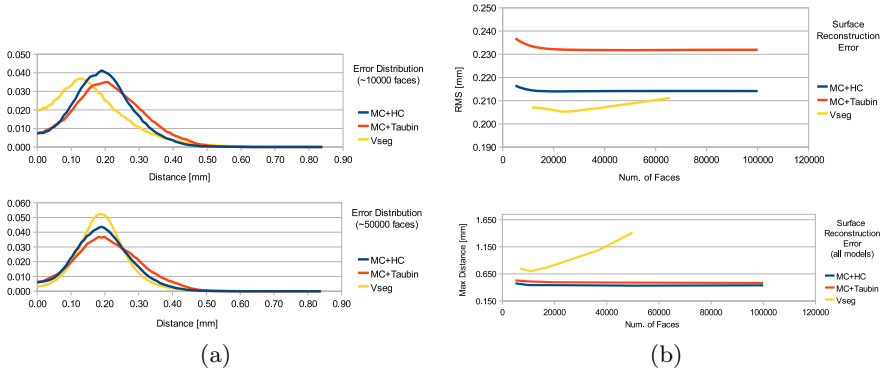 0.050
0.040
0.030
0.020
0.010
0.000
0.00 0.10 0.20 0.30 0.40 0.50 0.60 0.70 0.80 0.90
Distance [mm]
Error Distribution
(~10000 faces)
MC+HC
MC+Taubin
Vseg
0.060
0.050
0.040
0.030
0.020
0.010
0.000
0.00 0.10 0.20 0.30 0.40 0.50 0.60 0.70 0.80 0.90
Distance [mm]
Error Distribution
(~50000 faces)
MC+HC
MC+Taubin
Vseg
(a)
0.250
0.240
0.230
0.220
0.210
0.200
0.190
RMS [mm]
0 20000 40000 60000 80000 100000 120000
Num. of Faces
Surface
Reconstruction
Error
MC+HC
MC+Taubin
Vseg
1.650
1.150
0.650
0.150
Max Distance [mm]
0 20000 40000 60000 80000 100000 120000
Num. of Faces
Surface
Reconstruction
Error
(all models)
MC+HC
MC+Taubin
Vseg
(b)